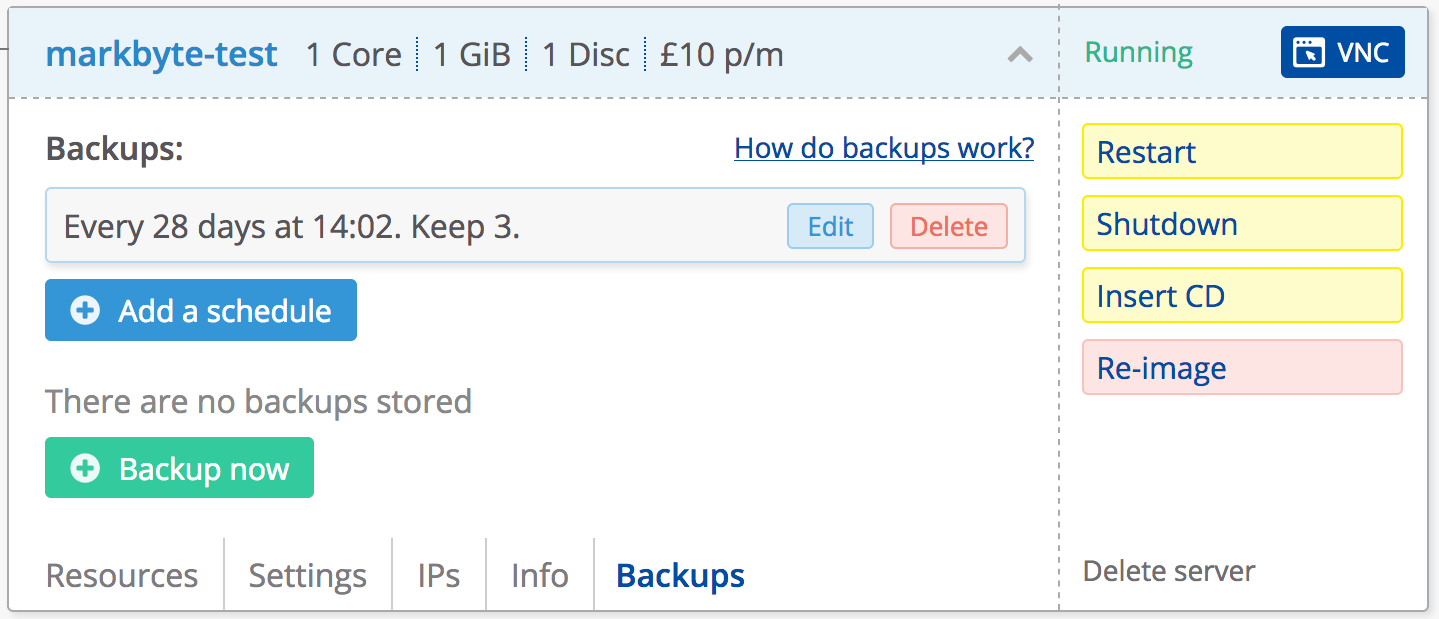 markbyte-test 1 Core 1 GiB 1 Disc £10 p/m
Running
VNC
Backups:
How do backups work?
Every 28 days at 14:02. Keep 3.
Edit
Delete
Add a schedule
There are no backups stored
Backup now
Resources
Settings
IPs
Info
Backups
Restart
Shutdown
Insert CD
Re-image
Delete server